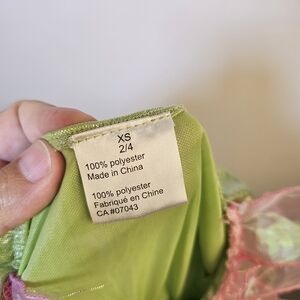 XS
2/4
100% polyester
Made in China
100% polyester
Fabriqué en Chine
CA #07043